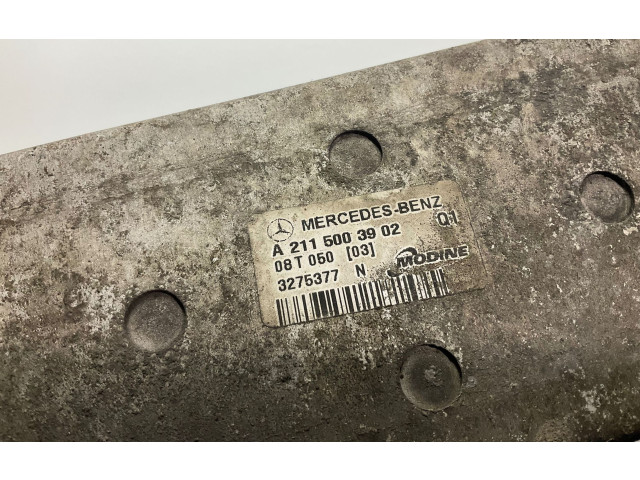 MERCEDES-BENZ
A 211 500 39 02 Q1
08 T 050 [03]
3275377 N MODINE